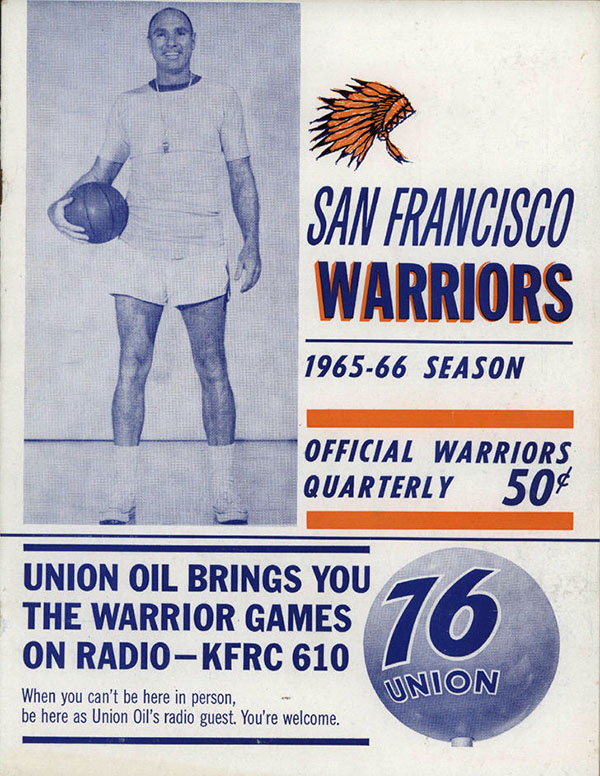 SAN FRANCISCO
WARRIORS
1965-66 SEASON
OFFICIAL WARRIORS
QUARTERLY 50¢
UNION OIL BRINGS YOU
THE WARRIOR GAMES
ON RADIO—KFRC 610
When you can't be here in person,
be here as Union Oil's radio guest. You're welcome.
76
UNION